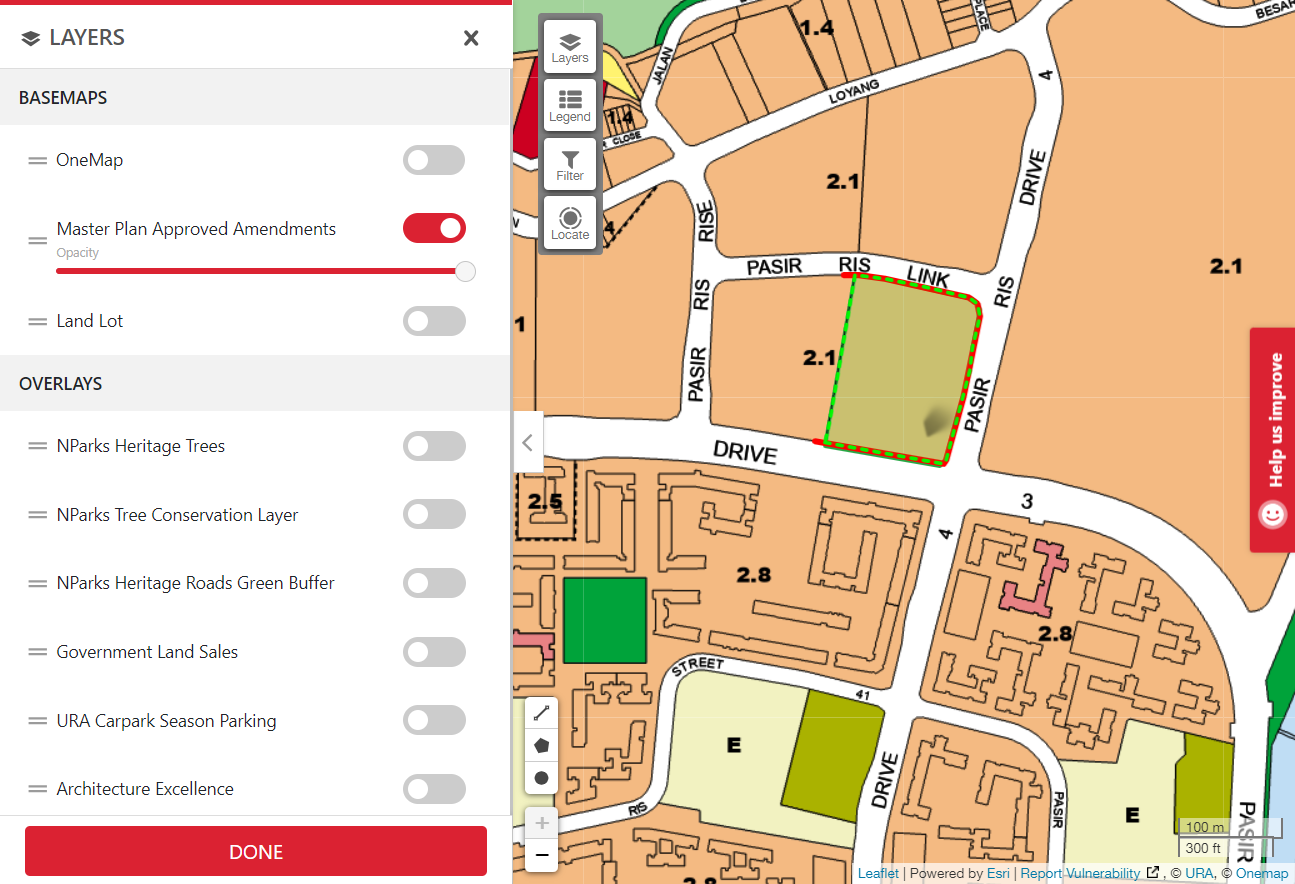 LAYERS
BASEMAPS
OneMap
Master Plan Approved Amendments
Opacity
Land Lot
OVERLAYS
NParks Heritage Trees
NParks Tree Conservation Layer
NParks Heritage Roads Green Buffer
Government Land Sales
URA Carpark Season Parking
Architecture Excellence
DONE
Layers
Legend
Filter
Locate
1.4
PLACE
BESAR
JALAN
4
LOYANG
1.4
CLOSE
2.1
DRIVE
RISE
4
2.1
PASIR RIS LINK
RIS
RIS
1
2.1
PASIR
PASIR
Help us improve
DRIVE
3
2.5
4
2.8
2.8
STREET
41
E
DRIVE
RIS
PASIR
E
PASIR
2.8
+
−
100 m
300 ft
Leaflet | Powered by Esri | Report Vulnerability , © URA, © Onemap